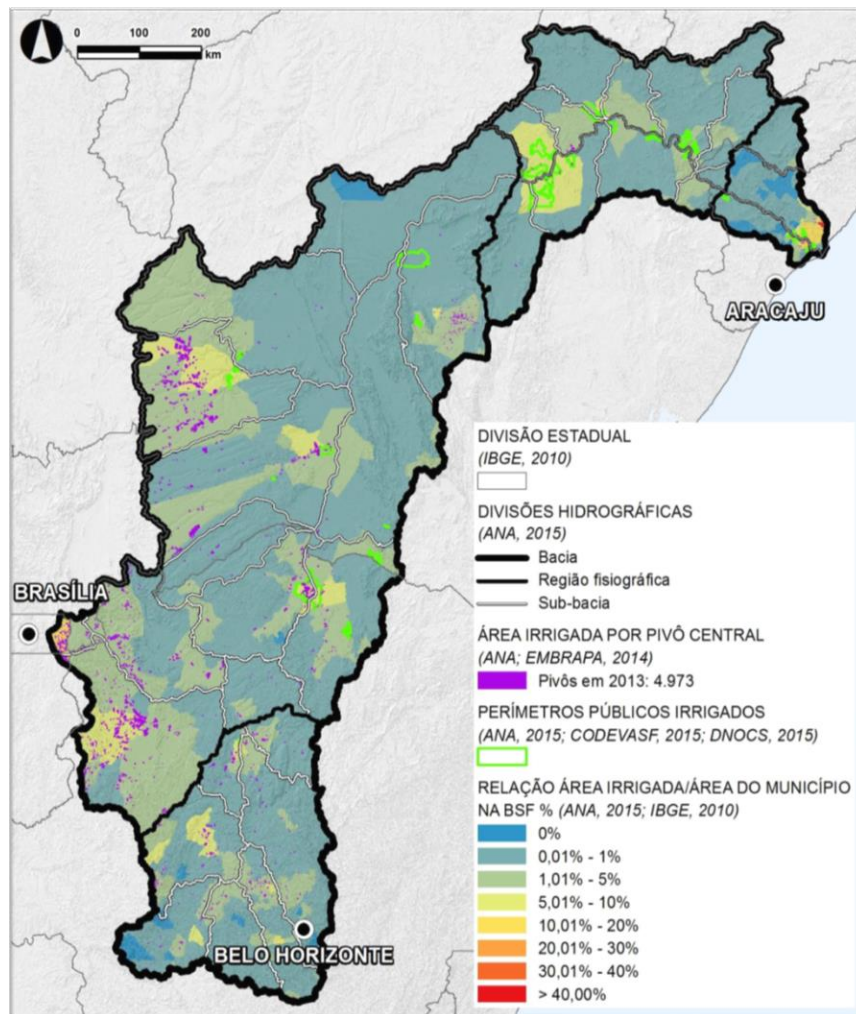 0 100 200
km
ARACAJU
BRASÍLIA
BELO HORIZONTE
DIVISÃO ESTADUAL
(IBGE, 2010)
DIVISÕES HIDROGRÁFICAS
(ANA, 2015)
Bacia
Região fisiográfica
Sub-bacia
ÁREA IRRIGADA POR PIVÔ CENTRAL
(ANA; EMBRAPA, 2014)
Pivôs em 2013: 4.973
PERÍMETROS PÚBLICOS IRRIGADOS
(ANA, 2015; CODEVASF, 2015; DNOCS, 2015)
RELAÇÃO ÁREA IRRIGADA/ÁREA DO MUNICÍPIO
NA BSF % (ANA, 2015; IBGE, 2010)
0%
0,01% - 1%
1,01% - 5%
5,01% - 10%
10,01% - 20%
20,01% - 30%
30,01% - 40%
> 40,00%